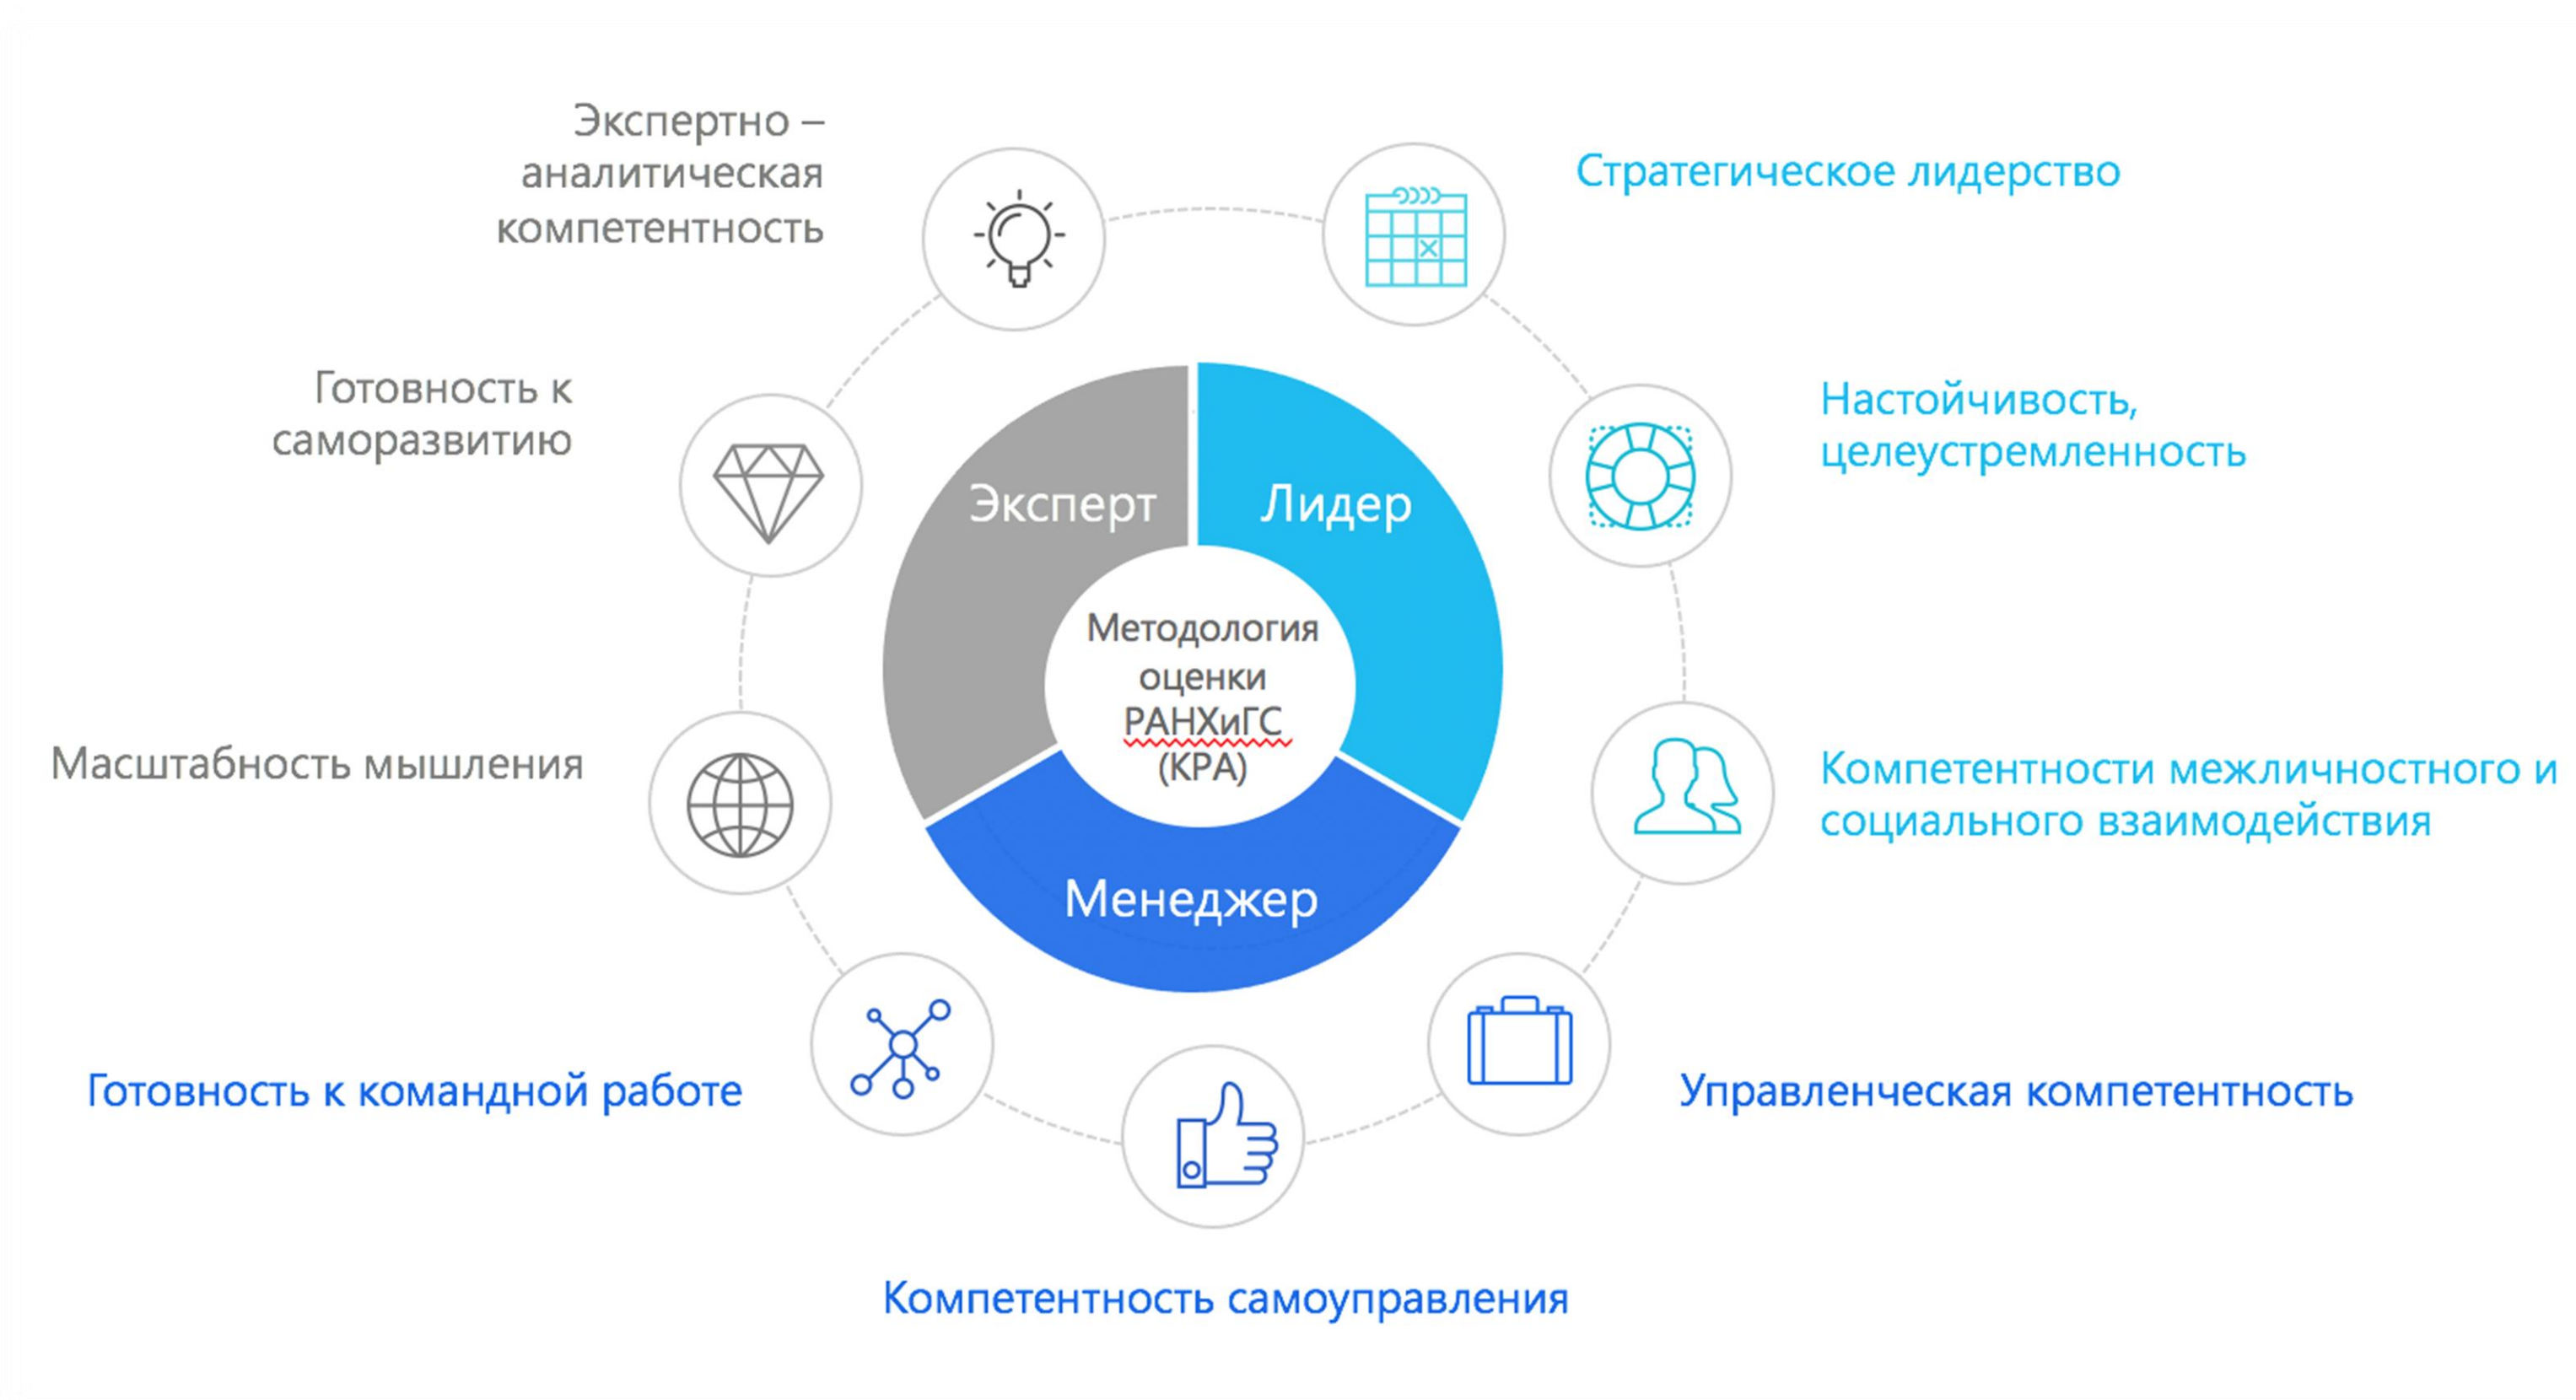 Экспертно –
аналитическая
компетентность
Стратегическое лидерство
Готовность к
саморазвитию
Настойчивость,
целеустремленность
Эксперт
Лидер
Методология
оценки
РАНХиГС
(КРА)
Масштабность мышления
Компетентности межличностного и
социального взаимодействия
Менеджер
Готовность к командной работе
Управленческая компетентность
Компетентность самоуправления